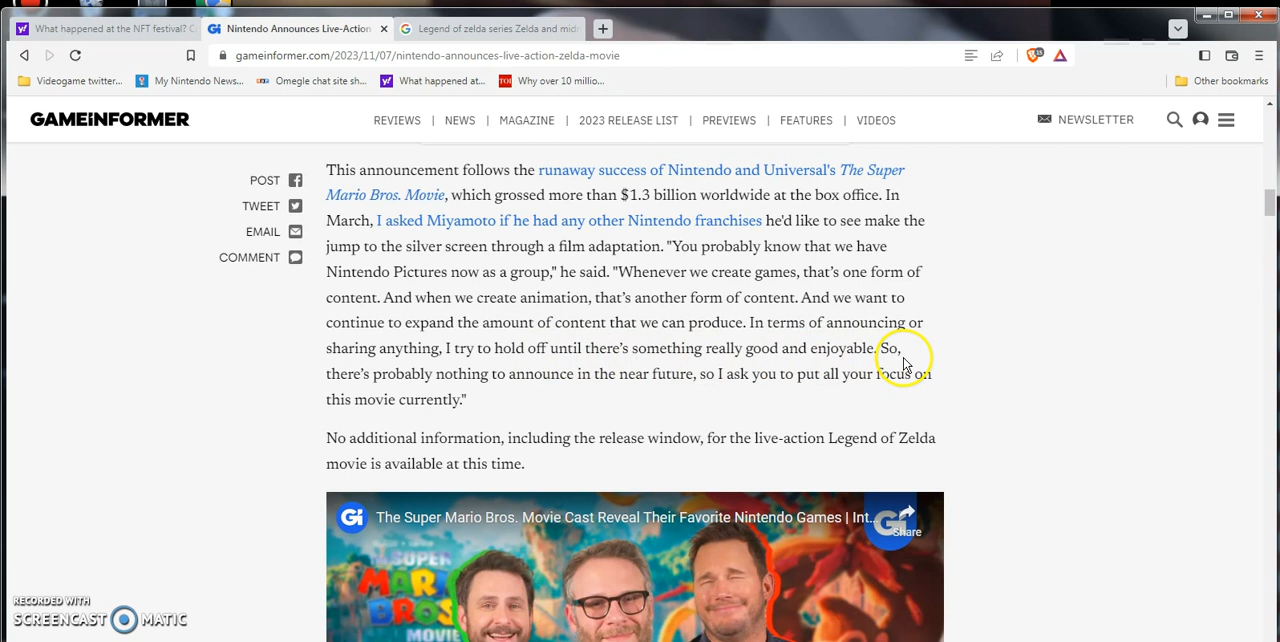 What happened at the NFT festival? C
Nintendo Announces Live-Action
Legend of zelda series Zelda and midn
gameinformer.com/2023/11/07/nintendo-announces-live-action-zelda-movie
Videogame twitter...
My Nintendo News...
Omegle chat site sh...
What happened at...
Why over 10 millio...
Other bookmarks
GAMEiNFORMER
REVIEWS | NEWS | MAGAZINE | 2023 RELEASE LIST | PREVIEWS | FEATURES | VIDEOS
NEWSLETTER
POST
TWEET
EMAIL
COMMENT
This announcement follows the runaway success of Nintendo and Universal's The Super
Mario Bros. Movie, which grossed more than $1.3 billion worldwide at the box office. In
March, I asked Miyamoto if he had any other Nintendo franchises he'd like to see make the
jump to the silver screen through a film adaptation. "You probably know that we have
Nintendo Pictures now as a group," he said. "Whenever we create games, that's one form of
content. And when we create animation, that's another form of content. And we want to
continue to expand the amount of content that we can produce. In terms of announcing or
sharing anything, I try to hold off until there's something really good and enjoyable. So,
there's probably nothing to announce in the near future, so I ask you to put all your focus on
this movie currently."
No additional information, including the release window, for the live-action Legend of Zelda
movie is available at this time.
Gi
The Super Mario Bros. Movie Cast Reveal Their Favorite Nintendo Games | Int...
Gi
Share
THE
SUPER
MARIO
BROS
MOVIE
RECORDED WITH
SCREENCAST MATIC